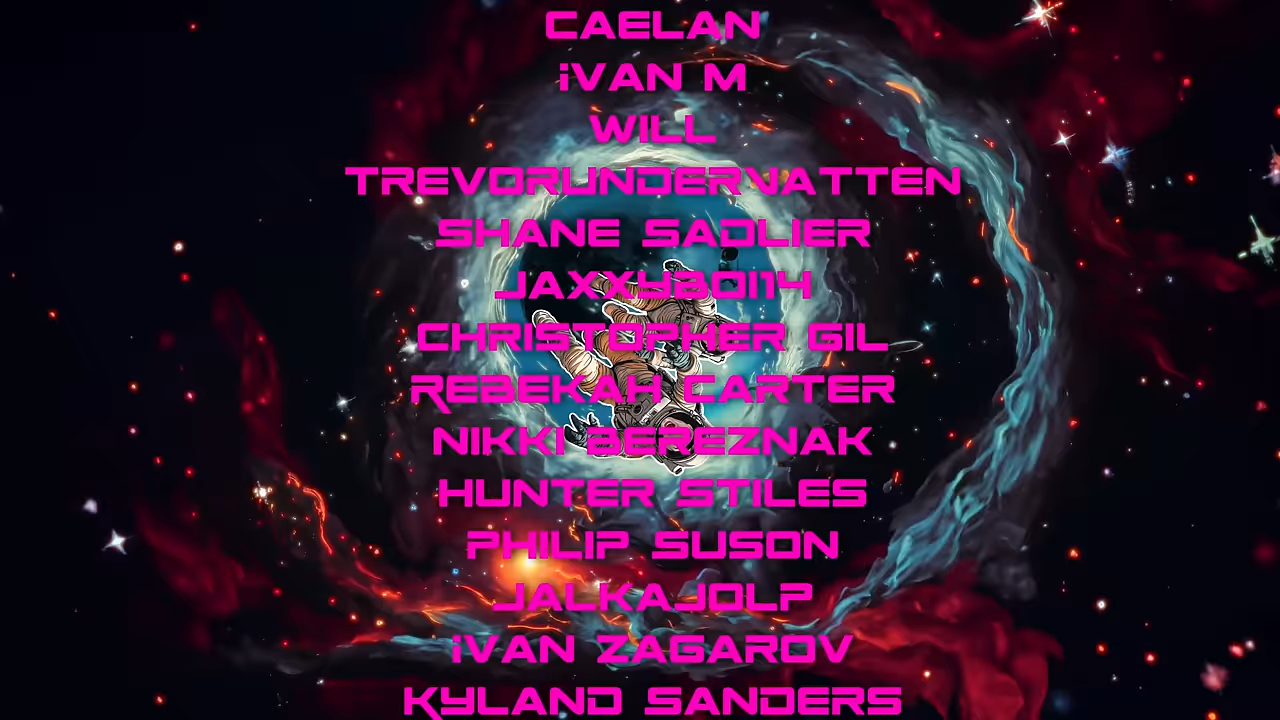 CAELAN
iVAN M
WILL
TREVORUNDERVATTEN
SHANE SADLIER
JAXXYBOI14
CHRISTOPHER GIL
REBEKAH CARTER
NIKKI BEREZNAK
HUNTER STILES
PHILIP SUSON
JALKAJOLP
iVAN ZAGAROV
KYLAND SANDERS